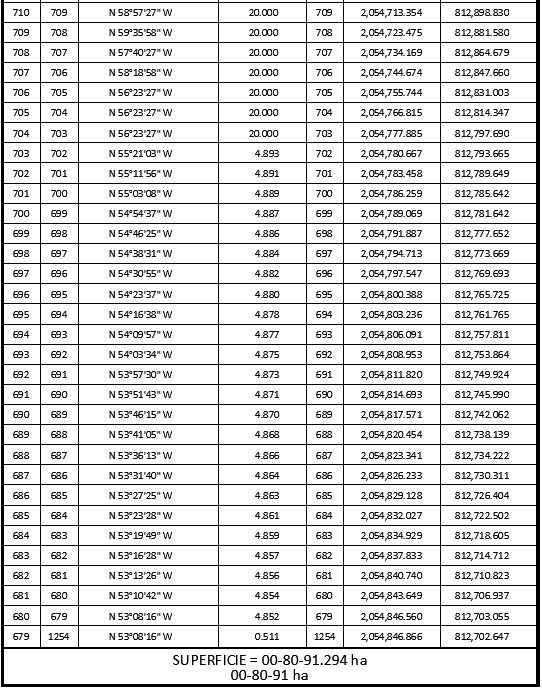 710 709 N 58°57'27" W 20.000 709 2,054,713.354 812,898.830
709 708 N 59°35'58" W 20.000 708 2,054,723.475 812,881.580
708 707 N 57°40'27" W 20.000 707 2,054,734.169 812,864.679
707 706 N 58°18'58" W 20.000 706 2,054,744.674 812,847.660
706 705 N 56°23'27" W 20.000 705 2,054,755.744 812,831.003
705 704 N 56°23'27" W 20.000 704 2,054,766.815 812,814.347
704 703 N 56°23'27" W 20.000 703 2,054,777.885 812,797.690
703 702 N 55°21'03" W 4.893 702 2,054,780.667 812,793.665
702 701 N 55°11'56" W 4.891 701 2,054,783.458 812,789.649
701 700 N 55°03'08" W 4.889 700 2,054,786.259 812,785.642
700 699 N 54°54'37" W 4.887 699 2,054,789.069 812,781.642
699 698 N 54°46'25" W 4.886 698 2,054,791.887 812,777.652
698 697 N 54°38'31" W 4.884 697 2,054,794.713 812,773.669
697 696 N 54°30'55" W 4.882 696 2,054,797.547 812,769.693
696 695 N 54°23'37" W 4.880 695 2,054,800.388 812,765.725
695 694 N 54°16'38" W 4.878 694 2,054,803.236 812,761.765
694 693 N 54°09'57" W 4.877 693 2,054,806.091 812,757.811
693 692 N 54°03'34" W 4.875 692 2,054,808.953 812,753.864
692 691 N 53°57'30" W 4.873 691 2,054,811.820 812,749.924
691 690 N 53°51'43" W 4.871 690 2,054,814.693 812,745.990
690 689 N 53°46'15" W 4.870 689 2,054,817.571 812,742.062
689 688 N 53°41'05" W 4.868 688 2,054,820.454 812,738.139
688 687 N 53°36'13" W 4.866 687 2,054,823.341 812,734.222
687 686 N 53°31'40" W 4.864 686 2,054,826.233 812,730.311
686 685 N 53°27'25" W 4.863 685 2,054,829.128 812,726.404
685 684 N 53°23'28" W 4.861 684 2,054,832.027 812,722.502
684 683 N 53°19'49" W 4.859 683 2,054,834.929 812,718.605
683 682 N 53°16'28" W 4.857 682 2,054,837.833 812,714.712
682 681 N 53°13'26" W 4.856 681 2,054,840.740 812,710.823
681 680 N 53°10'42" W 4.854 680 2,054,843.649 812,706.937
680 679 N 53°08'16" W 4.852 679 2,054,846.560 812,703.055
679 1254 N 53°08'16" W 0.511 1254 2,054,846.866 812,702.647
SUPERFICIE = 00-80-91.294 ha
00-80-91 ha